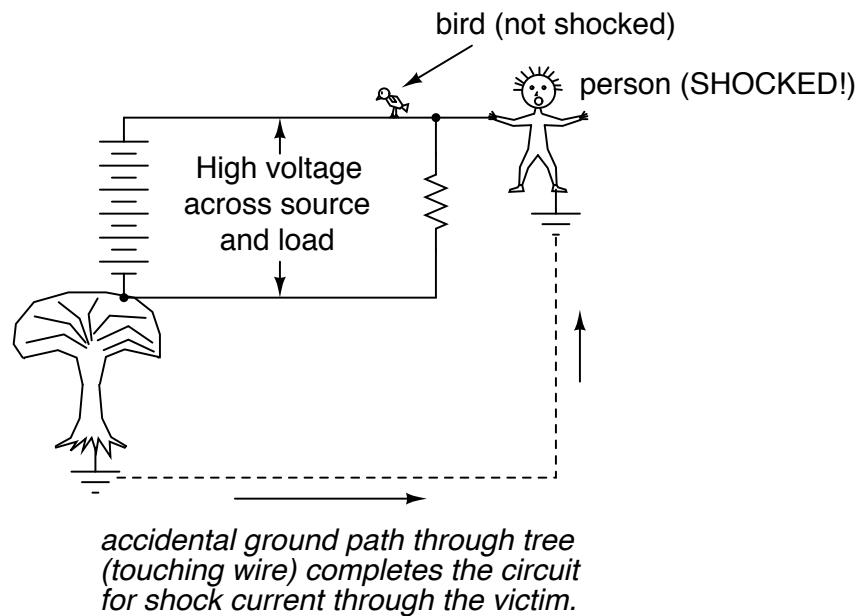 bird (not shocked)
person (SHOCKED!)
High voltage
across source
and load
accidental ground path through tree
(touching wire) completes the circuit
for shock current through the victim.